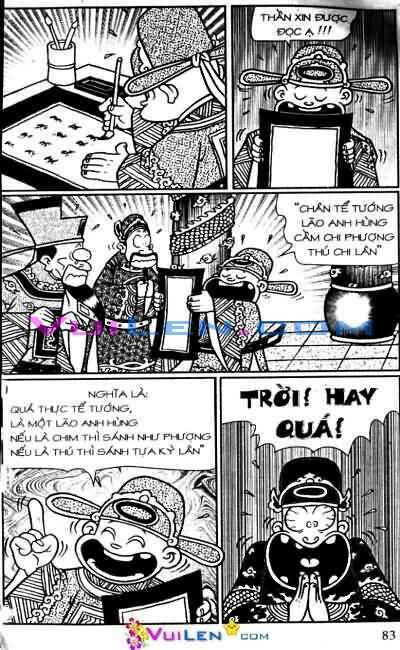 THẦN XIN ĐƯỢC
ĐỌC Ạ !!!
"CHÂN TỂ TƯỚNG
LÃO ANH HÙNG
CẦM CHI PHƯỢNG
THÚ CHI LÂN"
VUILEN.COM
NGHĨA LÀ:
QUẢ THỰC TỂ TƯỚNG,
LÀ MỘT LÃO ANH HÙNG
NẾU LÀ CHIM THÌ SÁNH NHƯ PHƯỢNG
NẾU LÀ THÚ THÌ SÁNH TỰA KỲ LÂN"
TRỜI! HAY
QUÁ!
83
VUILEN.COM